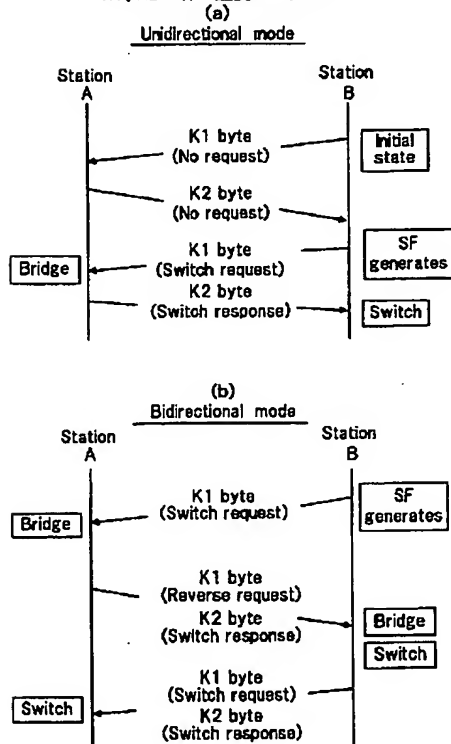 (a)
Unidirectional mode
Station
A
Station
B
K1 byte
(No request)
Initial
state
K2 byte
(No request)
K1 byte
(Switch request)
SF
generates
Bridge
K2 byte
(Switch response)
Switch
(b)
Bidirectional mode
Station
A
Station
B
K1 byte
(Switch request)
SF
generates
Bridge
K1 byte
(Reverse request)
K2 byte
(Switch response)
Bridge
Switch
K1 byte
(Switch request)
Switch
K2 byte
(Switch response)